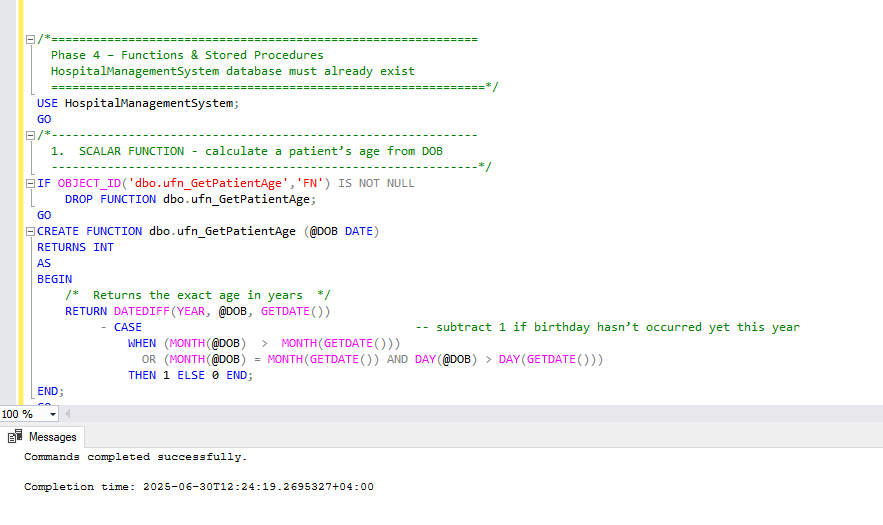 /*=============================================================
Phase 4 – Functions & Stored Procedures
HospitalManagementSystem database must already exist
==============================================================*/
USE HospitalManagementSystem;
GO
/*-------------------------------------------------------------
1.  SCALAR FUNCTION - calculate a patient’s age from DOB
-------------------------------------------------------------*/
IF OBJECT_ID('dbo.ufn_GetPatientAge','FN') IS NOT NULL
DROP FUNCTION dbo.ufn_GetPatientAge;
GO
CREATE FUNCTION dbo.ufn_GetPatientAge (@DOB DATE)
RETURNS INT
AS
BEGIN
/*  Returns the exact age in years  */
RETURN DATEDIFF(YEAR, @DOB, GETDATE())
- CASE -- subtract 1 if birthday hasn’t occurred yet this year
WHEN (MONTH(@DOB)  >  MONTH(GETDATE()))
OR (MONTH(@DOB) = MONTH(GETDATE()) AND DAY(@DOB) > DAY(GETDATE()))
THEN 1 ELSE 0 END;
END;
100 %
Messages
Commands completed successfully.
Completion time: 2025-06-30T12:24:19.2695327+04:00